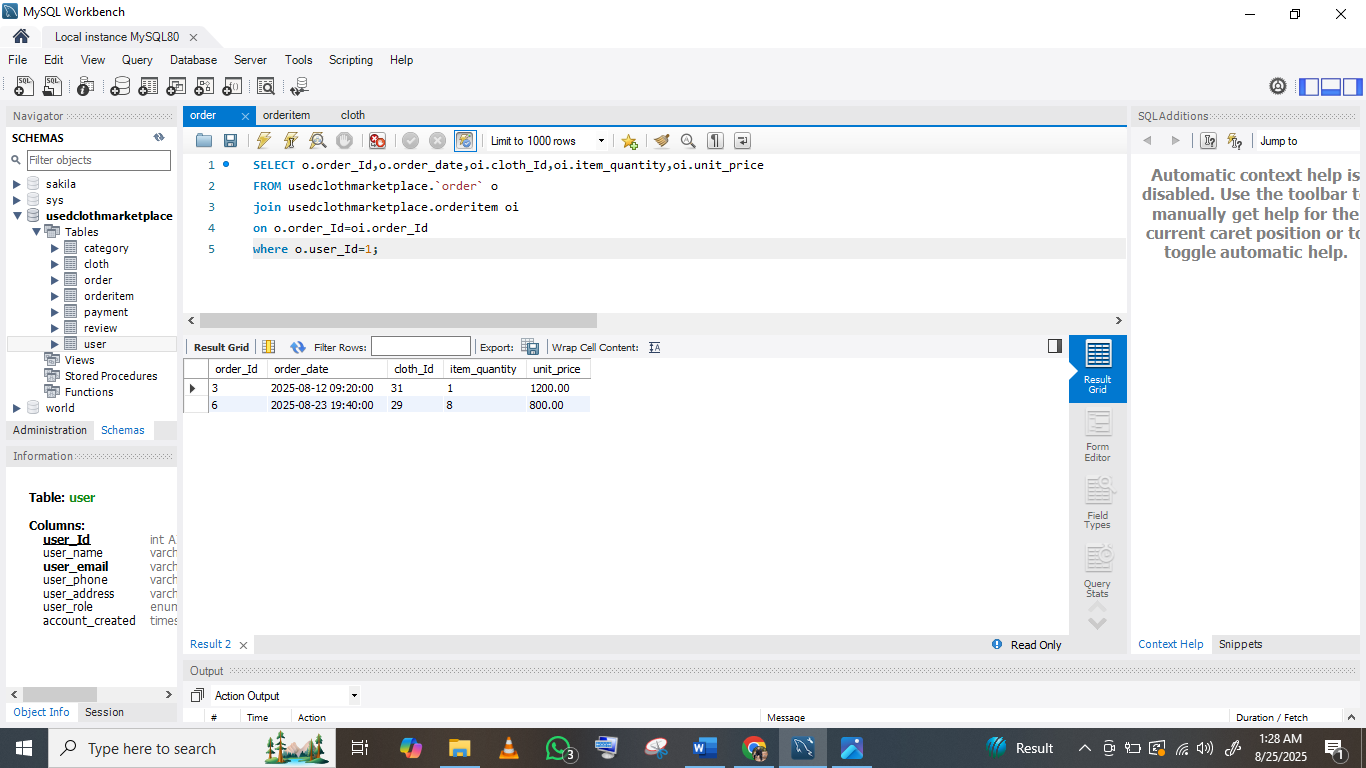 MySQL Workbench
Local instance MySQL80
File Edit View Query Database Server Tools Scripting Help
Navigator
SCHEMAS
Filter objects
sakila
sys
usedclothmarketplace
Tables
category
cloth
order
orderitem
payment
review
user
Views
Stored Procedures
Functions
world
Administration Schemas
Information
Table: user
Columns:
user_Id int A
user_name varch
user_email varch
user_phone varch
user_address varch
user_role enum
account_created times
Object Info Session
order orderitem cloth
Limit to 1000 rows
1 SELECT o.order_Id,o.order_date,oi.cloth_Id,oi.item_quantity,oi.unit_price
2 FROM usedclothmarketplace.`order` o
3 join usedclothmarketplace.orderitem oi
4 on o.order_Id=oi.order_Id
5 where o.user_Id=1;
Result Grid Filter Rows: Export: Wrap Cell Content:
order_Id order_date cloth_Id item_quantity unit_price
3 2025-08-12 09:20:00 31 1 1200.00
6 2025-08-23 19:40:00 29 8 800.00
Result
Grid
Form
Editor
Field
Types
Query
Stats
Result 2 Read Only
Output
Action Output
# Time Action Message Duration / Fetch
SQLAdditions
Jump to
Automatic context help is
disabled. Use the toolbar t
manually get help for the
current caret position or to
toggle automatic help.
Context Help Snippets
Type here to search
3
Result
1:28 AM
8/25/2025
1